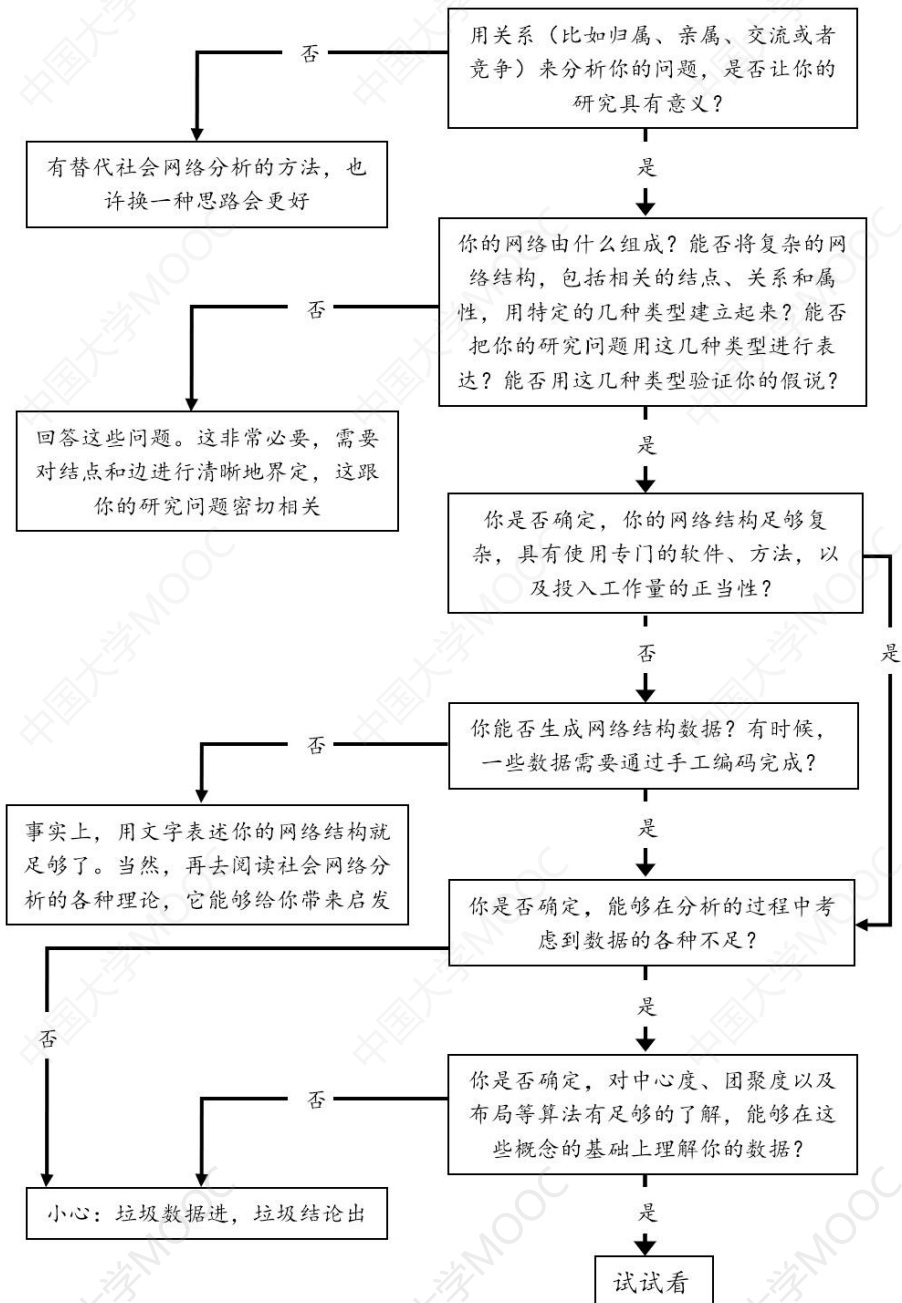 用关系（比如归属、亲属、交流或者
竞争）来分析你的问题，是否让你的
研究具有意义？
否
是
有替代社会网络分析的方法，也
许换一种思路会更好
你的网络由什么组成？能否将复杂的网
络结构，包括相关的结点、关系和属
性，用特定的几种类型建立起来？能否
把你的研究问题用这几种类型进行表
达？能否用这几种类型验证你的假说？
否
是
回答这些问题。这非常必要，需要
对结点和边进行清晰地界定，这跟
你的研究问题密切相关
你是否确定，你的网络结构足够复
杂，具有使用专门的软件、方法，以
及投入工作量的正当性？
否
是
你能否生成网络结构数据？有时候，
一些数据需要通过手工编码完成？
否
是
事实上，用文字表述你的网络结构就
足够了。当然，再去阅读社会网络分
析的各种理论，它能够给你带来启发
你是否确定，能够在分析的过程中考
虑到数据的各种不足？
否
是
你是否确定，对中心度、团聚度以及
布局等算法有足够的了解，能够在这
些概念的基础上理解你的数据？
否
是
小心：垃圾数据进，垃圾结论出
试试看
中国大学MOOC